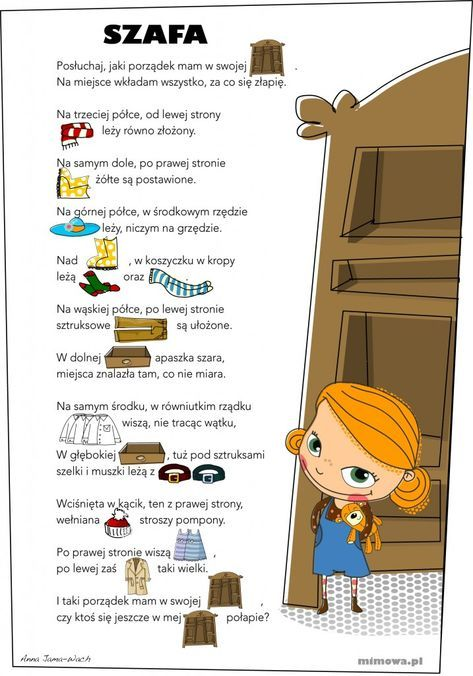 SZAFA
Posłuchaj, jaki porządek mam w swojej .
Na miejsce wkładam wszystko, za co się złapię.
Na trzeciej półce, od lewej strony
leży równo złożony.
Na samym dole, po prawej stronie
żółte są postawione.
Na górnej półce, w środkowym rzędzie
leży, niczym na grzędzie.
Nad , w koszyczku w kropy
leżą oraz .
Na wąskiej półce, po lewej stronie
sztruksowe są ułożone.
W dolnej apaszka szara,
miejsca znalazła tam, co nie miara.
Na samym środku, w równiutkim rządku
wiszą, nie tracąc wątku,
W głębokiej , tuż pod sztruksami
szelki i muszki leżą z
Wciśnięta w kącik, ten z prawej strony,
wełniana stroszy pompony.
Po prawej stronie wiszą ,
po lewej zaś taki wielki.
I taki porządek mam w swojej ,
czy ktoś się jeszcze w mej połapie?
Anna Jama-Wach
mimowa.pl